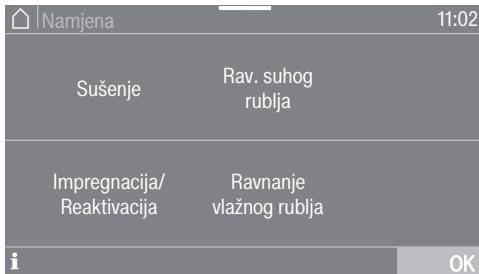 Namjena 11:02
Sušenje
Rav. suhog
rublja
Impregnacija/
Reaktivacija
Ravnanje
vlažnog rublja
i OK